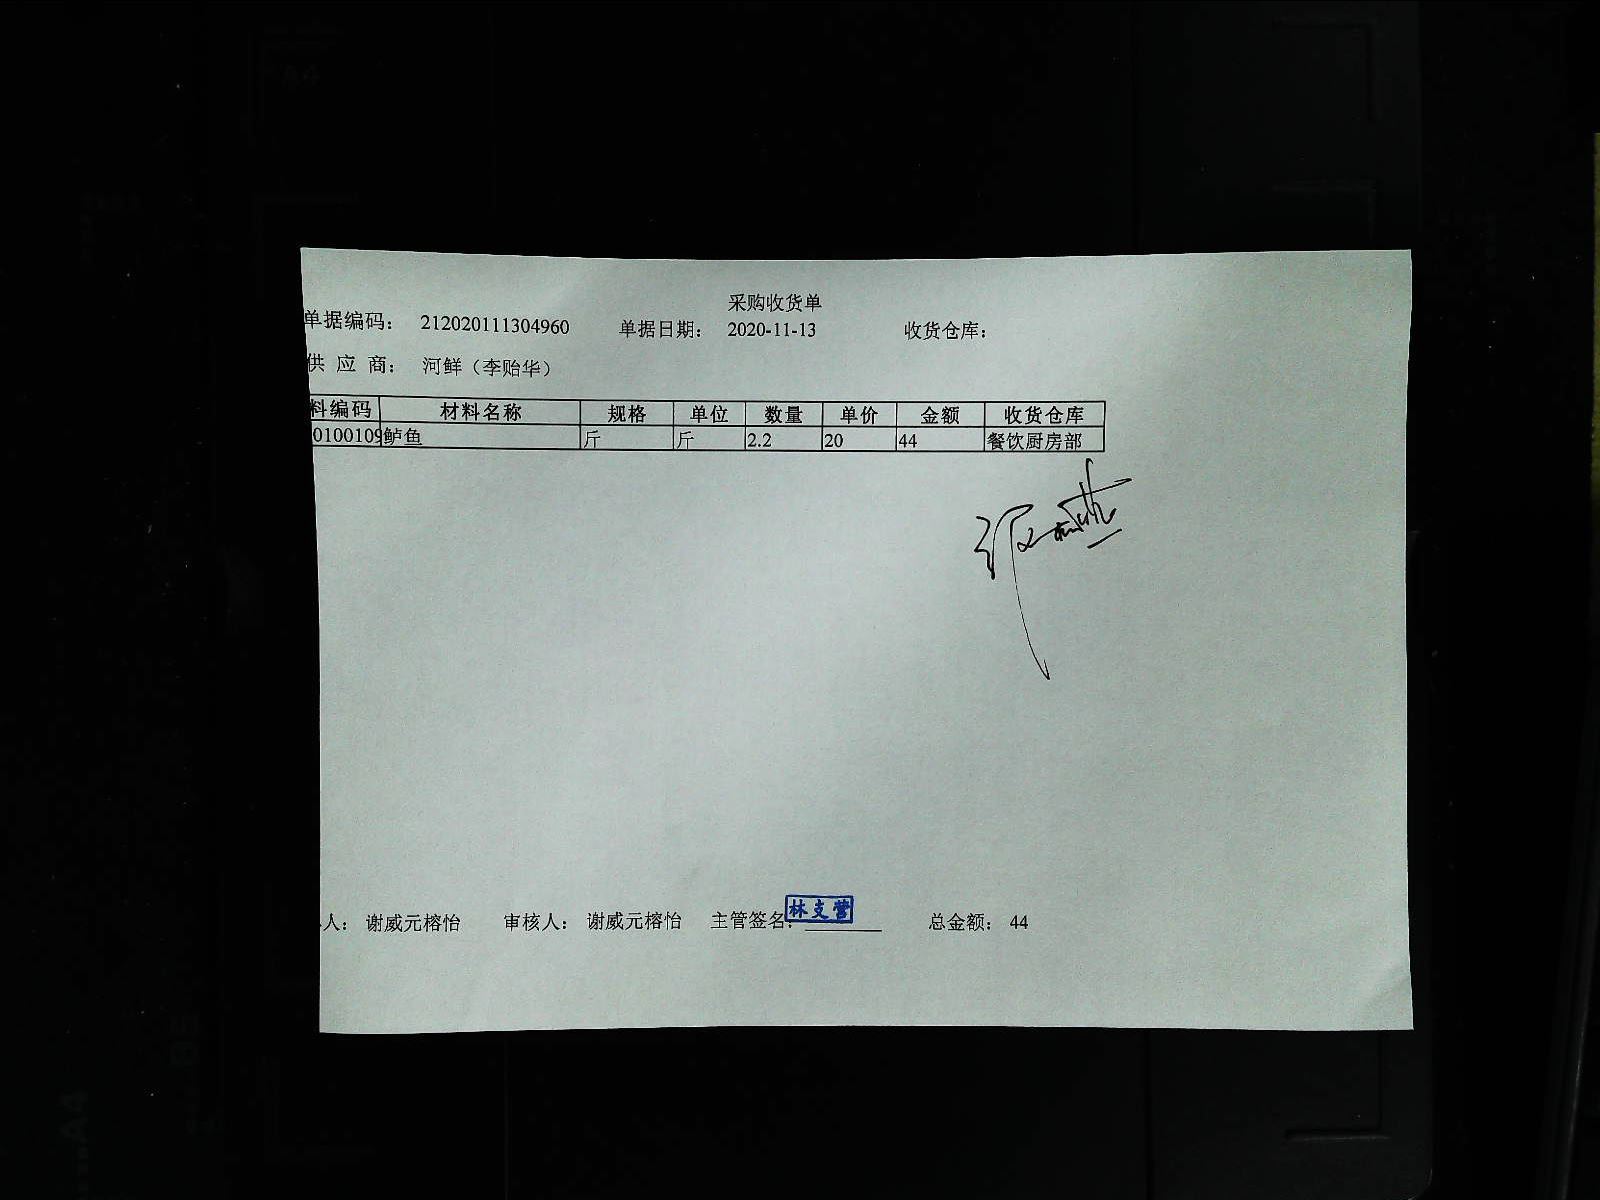 采购收货单
单据编码: 212020111304960 单据日期: 2020-11-13 收货仓库:
供 应 商: 河鲜（李贻华）
料编码 材料名称 规格 单位 数量 单价 金额 收货仓库
0100109 鲈鱼 斤 斤 2.2 20 44 餐饮厨房部
人: 谢威元榕怡 审核人: 谢威元榕怡 主管签名: 林支营 总金额: 44